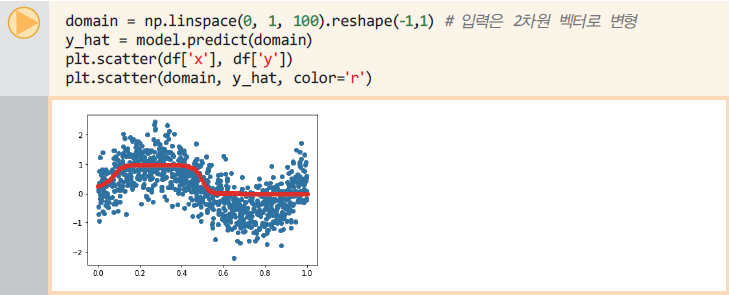 domain = np.linspace(0, 1, 100).reshape(-1,1) # 입력은 2차원 벡터로 변형
y_hat = model.predict(domain)
plt.scatter(df['x'], df['y'])
plt.scatter(domain, y_hat, color='r')
2
1
0
−1
−2
0.0 0.2 0.4 0.6 0.8 1.0